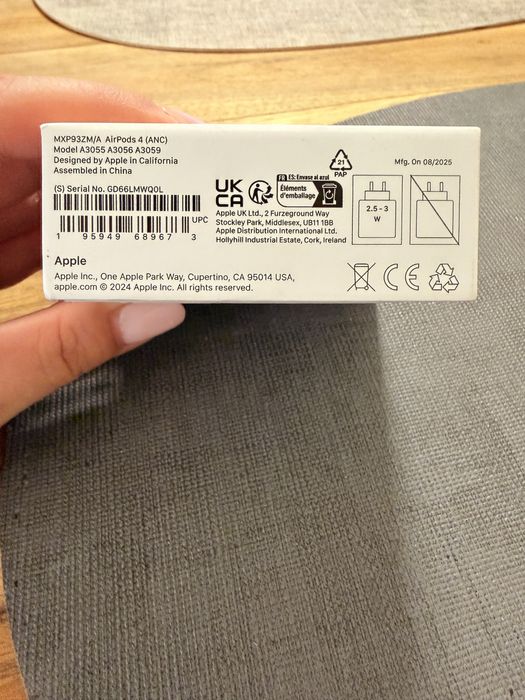 MXP93ZM/A AirPods 4 (ANC)
Model A3055 A3056 A3059
Designed by Apple in California
Assembled in China
(S) Serial No. GD66LMWQ0L
UPC
1 95949 68967 3
Apple
Apple Inc., One Apple Park Way, Cupertino, CA 95014 USA,
apple.com © 2024 Apple Inc. All rights reserved.
UK
CA
FR ES: Envase al azul
Éléments
d'emballage
Apple UK Ltd., 2 Furzeground Way
Stockley Park, Middlesex, UB11 1BB
Apple Distribution International Ltd.
Hollyhill Industrial Estate, Cork, Ireland
21
PAP
Mfg. On 08/2025
2.5 - 3
W
CE